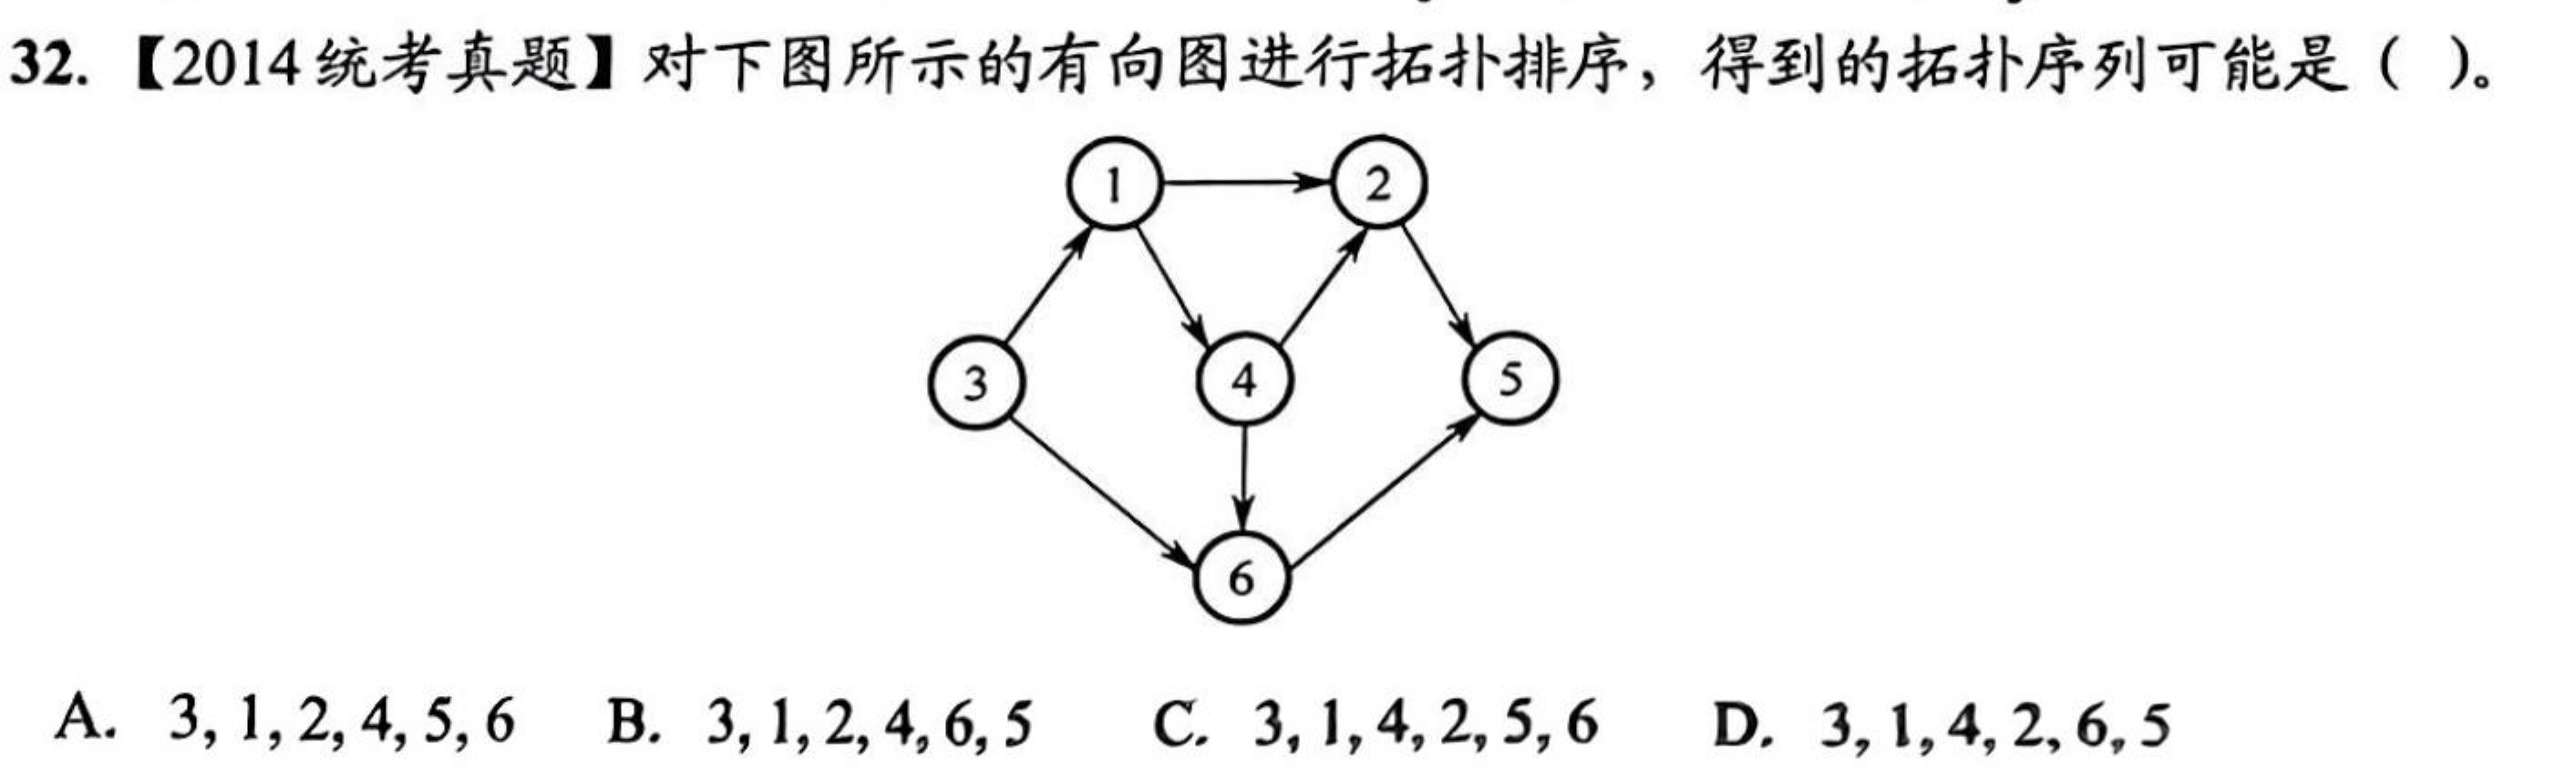 32.【2014统考真题】对下图所示的有向图进行拓扑排序，得到的拓扑序列可能是（ ）。
1 2
3 4 5
6
A. 3, 1, 2, 4, 5, 6 B. 3, 1, 2, 4, 6, 5 C. 3, 1, 4, 2, 5, 6 D. 3, 1, 4, 2, 6, 5